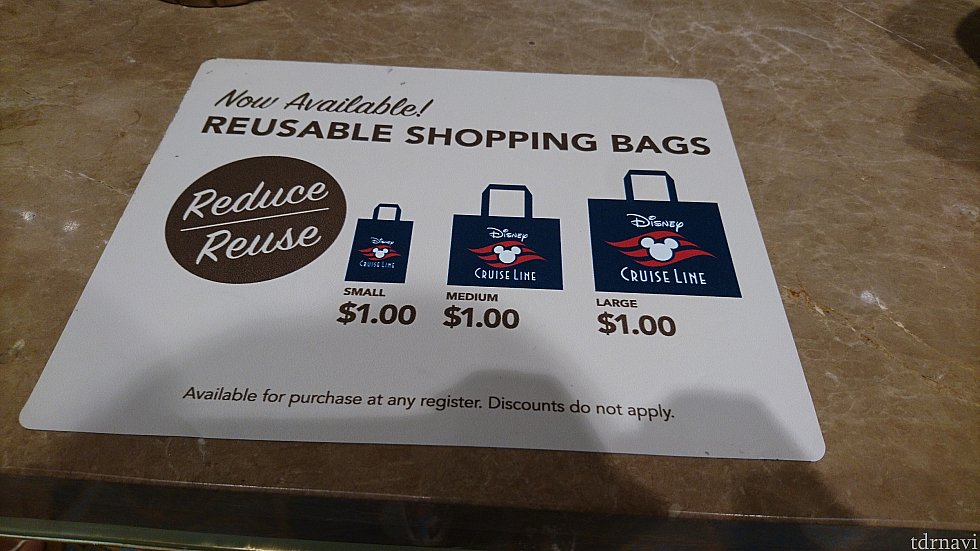 Now Available!
REUSABLE SHOPPING BAGS
Reduce
Reuse
Disney
Cruise Line
SMALL
$1.00
Disney
Cruise Line
MEDIUM
$1.00
Disney
Cruise Line
LARGE
$1.00
Available for purchase at any register. Discounts do not apply.
tdrnavi